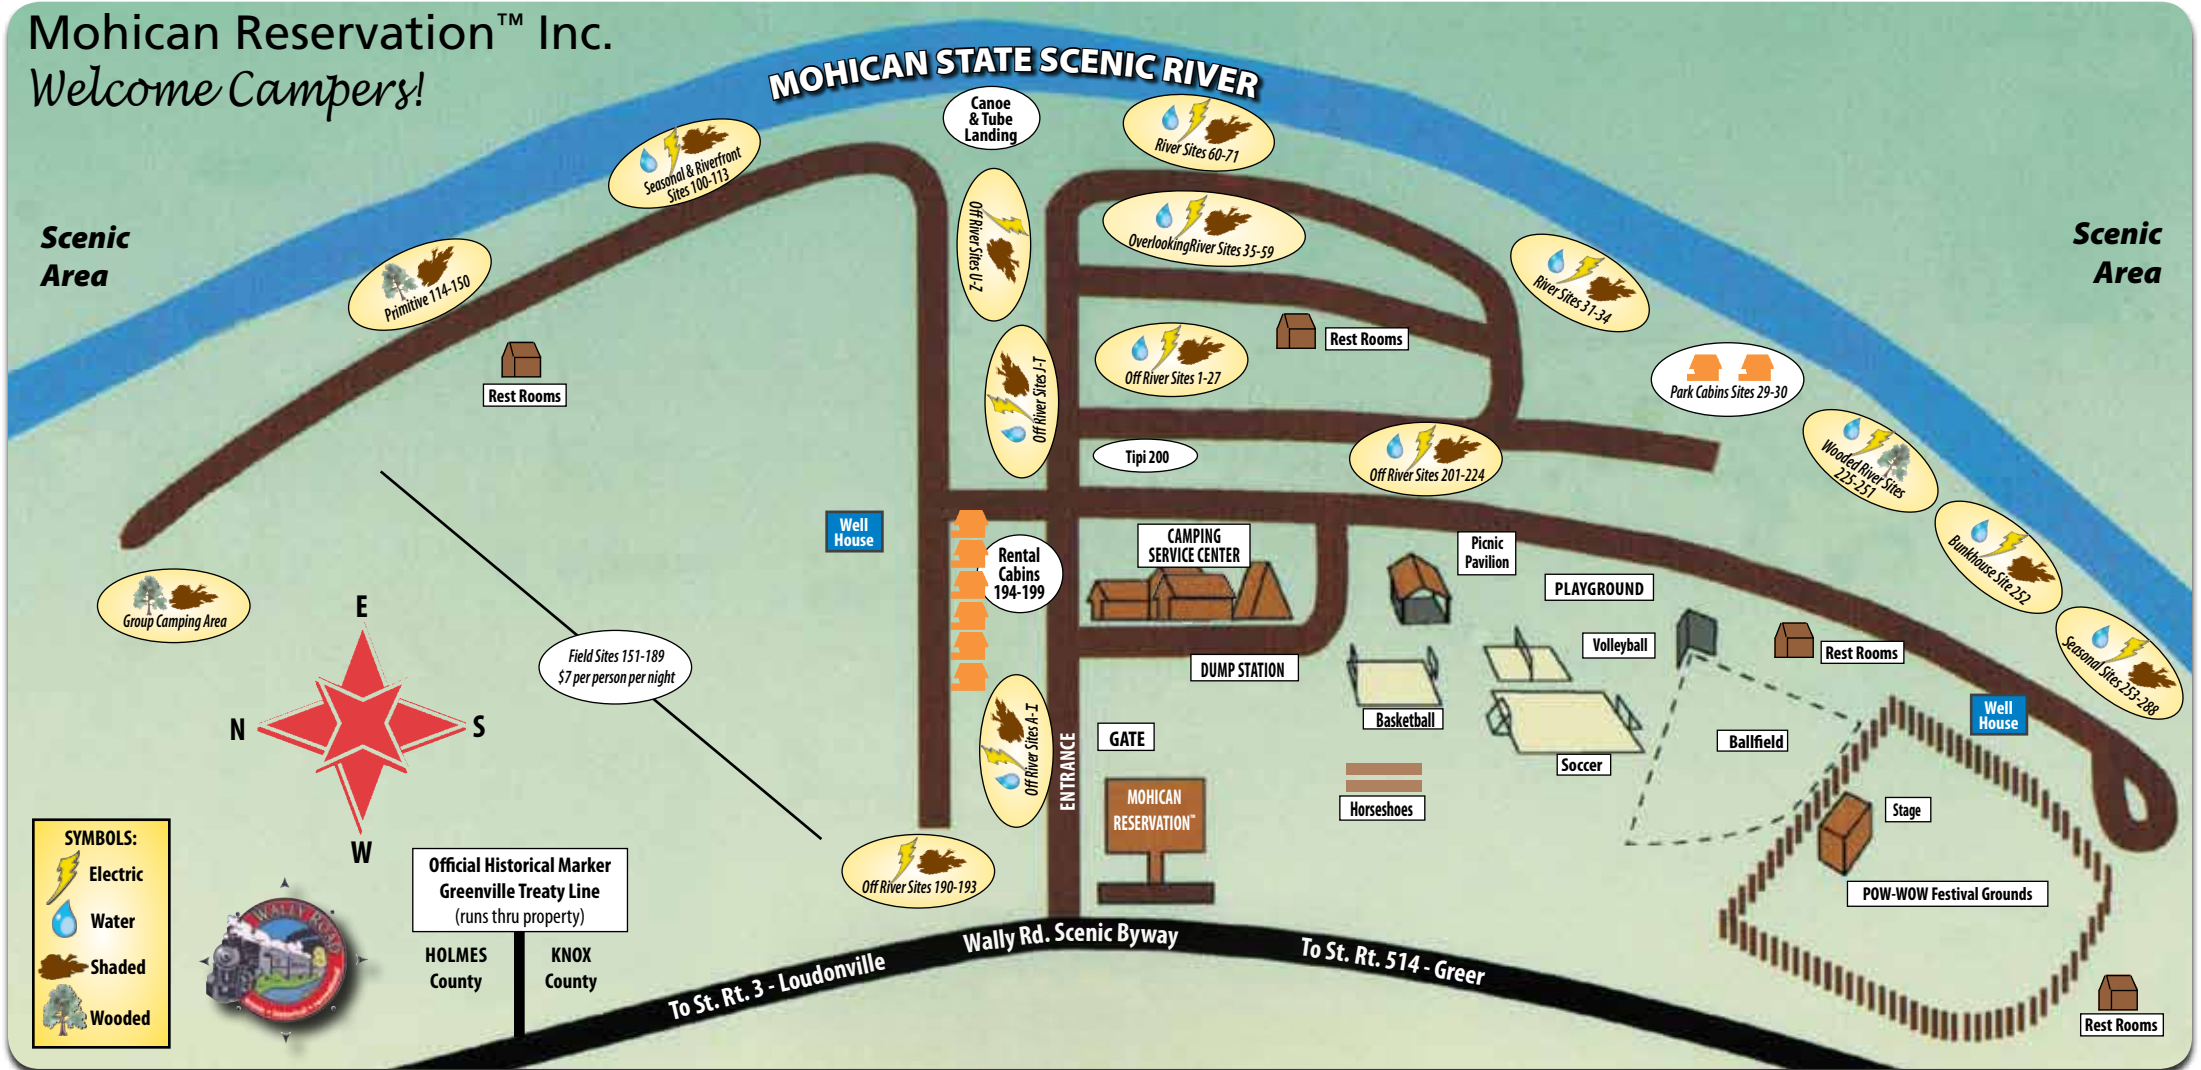 Mohican Reservation™ Inc.
Welcome Campers!
MOHICAN STATE SCENIC RIVER
Canoe
& Tube
Landing
River Sites 60-71
Seasonal & Riverfront
Sites 100-113
Off River Sites U-Z
OverlookingRiver Sites 35-59
Scenic
Area
Scenic
Area
Primitive 114-150
River Sites 31-34
Rest Rooms
Rest Rooms
Off River Sites J-T
Off River Sites 1-27
Park Cabins Sites 29-30
Tipi 200
Off River Sites 201-224
Wooded River Sites
225-251
Well
House
Rental
Cabins
194-199
CAMPING
SERVICE CENTER
Picnic
Pavilion
PLAYGROUND
Bunkhouse Site 252
Group Camping Area
E
N
S
W
Field Sites 151-189
$7 per person per night
DUMP STATION
Volleyball
Rest Rooms
Seasonal Sites 253-288
Basketball
Well
House
Off River Sites A-I
ENTRANCE
GATE
Ballfield
Soccer
MOHICAN
RESERVATION™
Horseshoes
Stage
POW-WOW Festival Grounds
SYMBOLS:
Electric
Water
Shaded
Wooded
WALLY ROAD
Official Historical Marker
Greenville Treaty Line
(runs thru property)
HOLMES
County
KNOX
County
Off River Sites 190-193
To St. Rt. 3 - Loudonville
Wally Rd. Scenic Byway
To St. Rt. 514 - Greer
Rest Rooms